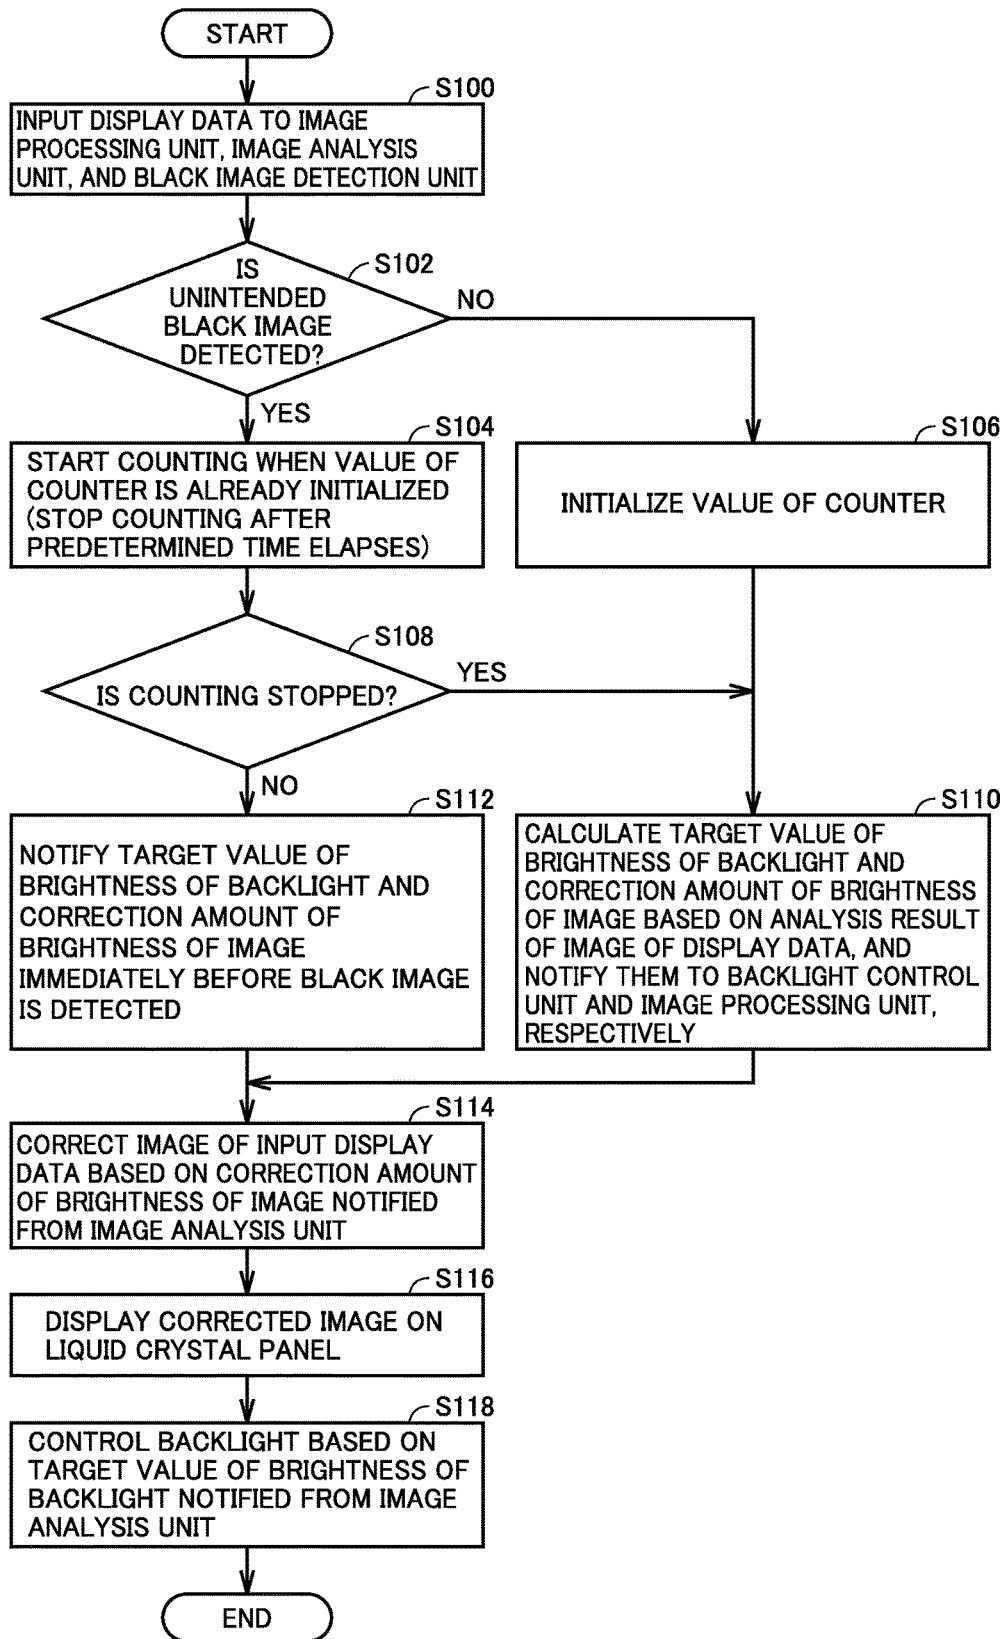 START
S100
INPUT DISPLAY DATA TO IMAGE
PROCESSING UNIT, IMAGE ANALYSIS
UNIT, AND BLACK IMAGE DETECTION UNIT
S102
IS
UNINTENDED
BLACK IMAGE
DETECTED?
NO
YES
S104
START COUNTING WHEN VALUE OF
COUNTER IS ALREADY INITIALIZED
(STOP COUNTING AFTER
PREDETERMINED TIME ELAPSES)
S106
INITIALIZE VALUE OF COUNTER
S108
IS COUNTING STOPPED?
YES
NO
S112
NOTIFY TARGET VALUE OF
BRIGHTNESS OF BACKLIGHT AND
CORRECTION AMOUNT OF
BRIGHTNESS OF IMAGE
IMMEDIATELY BEFORE BLACK IMAGE
IS DETECTED
S110
CALCULATE TARGET VALUE OF
BRIGHTNESS OF BACKLIGHT AND
CORRECTION AMOUNT OF BRIGHTNESS
OF IMAGE BASED ON ANALYSIS RESULT
OF IMAGE OF DISPLAY DATA, AND
NOTIFY THEM TO BACKLIGHT CONTROL
UNIT AND IMAGE PROCESSING UNIT,
RESPECTIVELY
S114
CORRECT IMAGE OF INPUT DISPLAY
DATA BASED ON CORRECTION AMOUNT
OF BRIGHTNESS OF IMAGE NOTIFIED
FROM IMAGE ANALYSIS UNIT
S116
DISPLAY CORRECTED IMAGE ON
LIQUID CRYSTAL PANEL
S118
CONTROL BACKLIGHT BASED ON
TARGET VALUE OF BRIGHTNESS OF
BACKLIGHT NOTIFIED FROM IMAGE
ANALYSIS UNIT
END